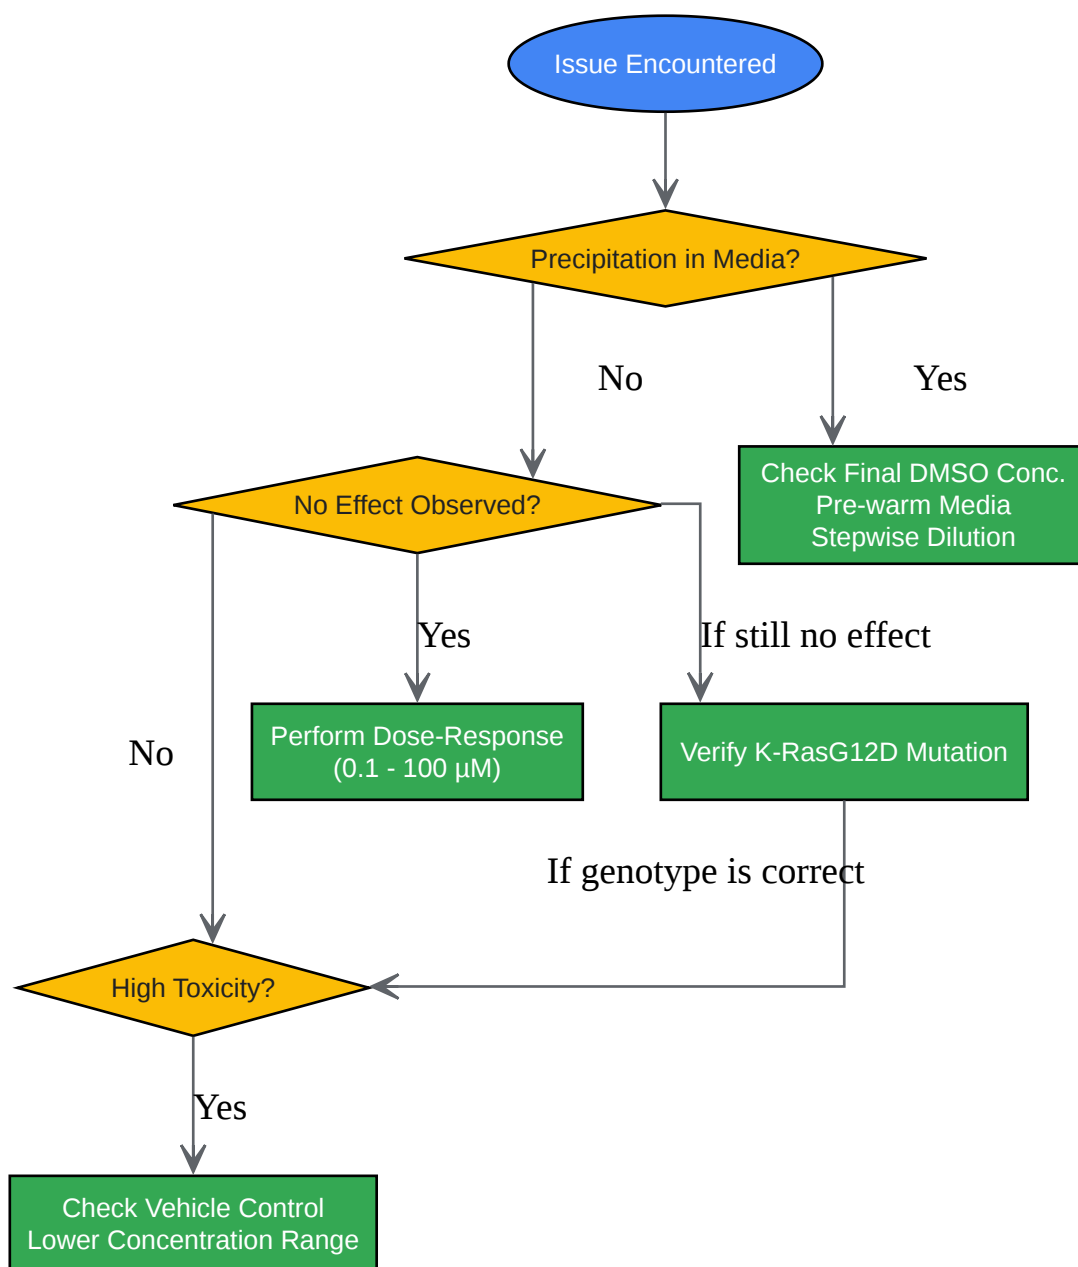 Issue Encountered
Precipitation in Media?
No
Yes
Check Final DMSO Conc.
Pre-warm Media
Stepwise Dilution
No Effect Observed?
Yes
If still no effect
No
Perform Dose-Response
(0.1 - 100 µM)
Verify K-RasG12D Mutation
If genotype is correct
High Toxicity?
Yes
Check Vehicle Control
Lower Concentration Range